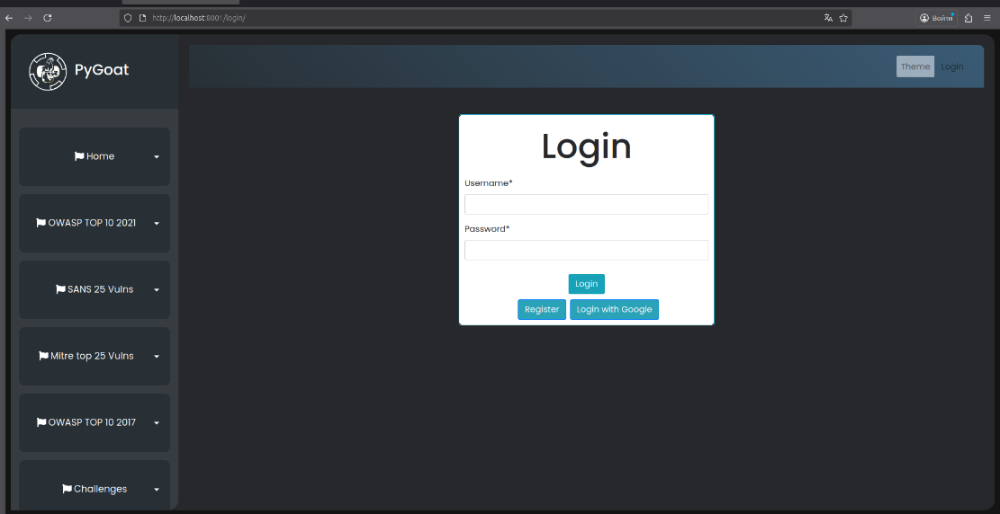 http://localhost:8001/login/
Войти
PyGoat
Theme
Login
Home
OWASP TOP 10 2021
SANS 25 Vulns
Mitre top 25 Vulns
OWASP TOP 10 2017
Challenges
Login
Username*
Password*
Login
Register
Login with Google